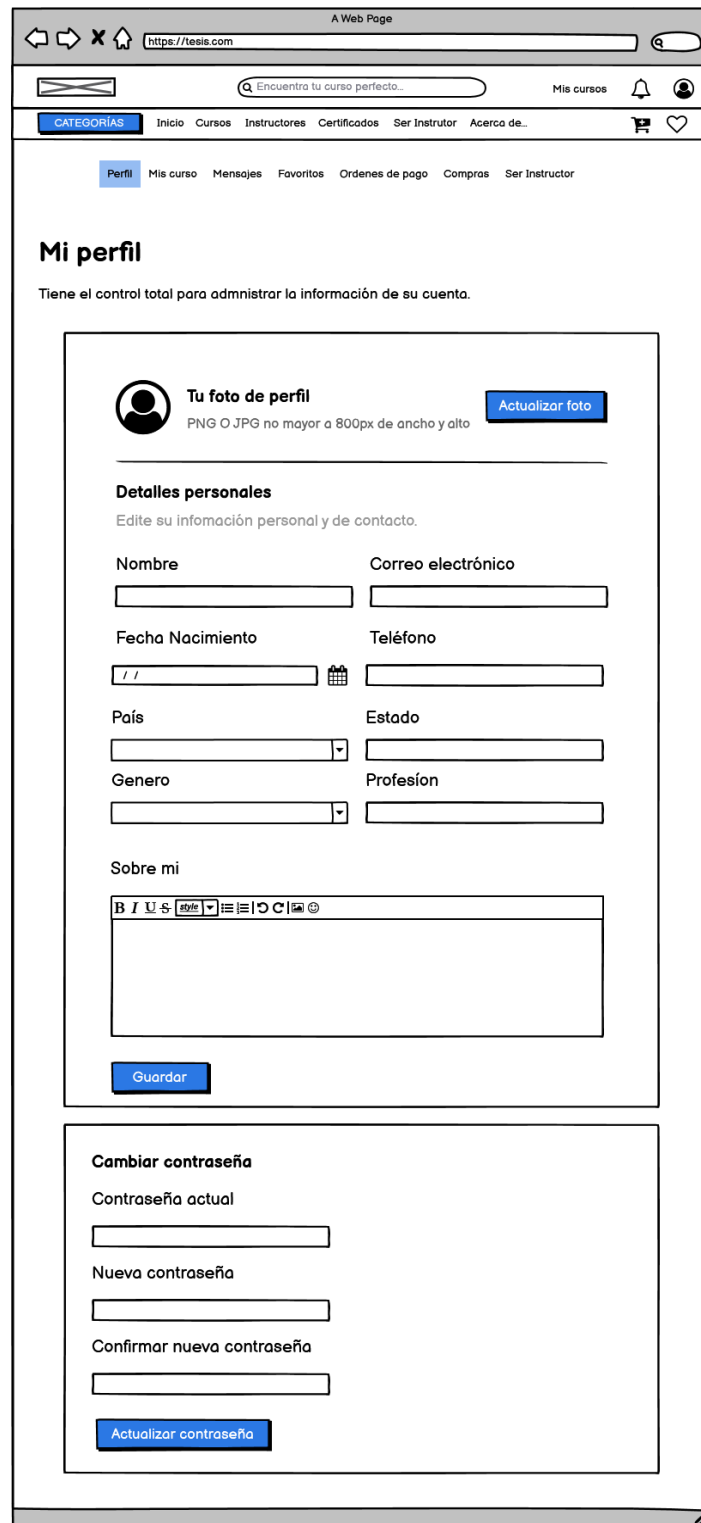 A Web Page
https://tesis.com
Encuentra tu curso perfecto...
Mis cursos
CATEGORÍAS Inicio Cursos Instructores Certificados Ser Instrutor Acerca de...
Perfil Mis curso Mensajes Favoritos Ordenes de pago Compras Ser Instructor
Mi perfil
Tiene el control total para admnistrar la información de su cuenta.
Tu foto de perfil
PNG O JPG no mayor a 800px de ancho y alto
Actualizar foto
Detalles personales
Edite su infomación personal y de contacto.
Nombre Correo electrónico
Fecha Nacimiento Teléfono
/ /
País Estado
Genero Profesíon
Sobre mi
B I U S style
Guardar
Cambiar contraseña
Contraseña actual
Nueva contraseña
Confirmar nueva contraseña
Actualizar contraseña